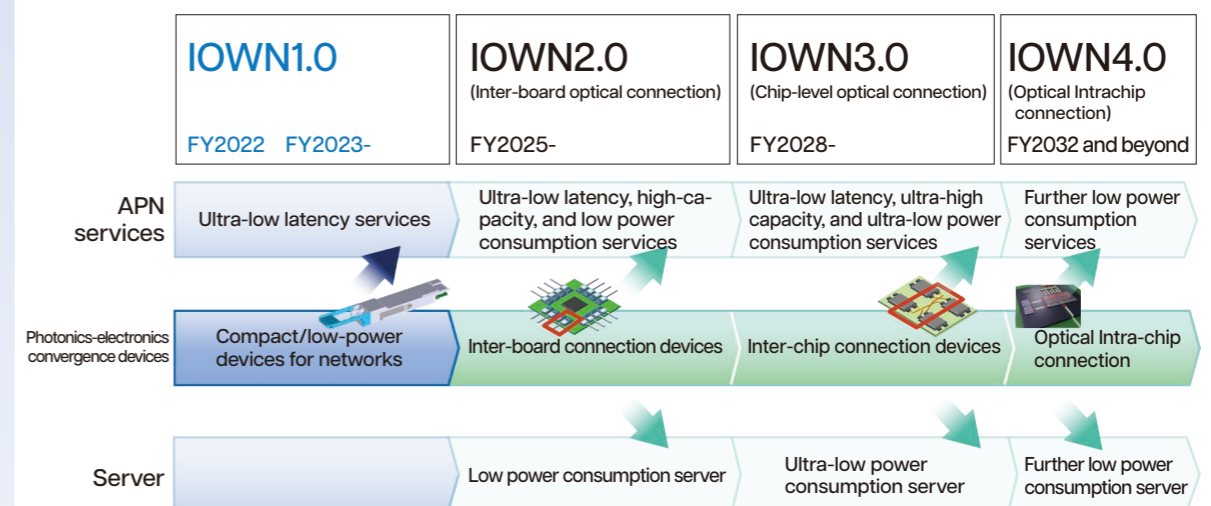 IOWN1.0
FY2022 FY2023-
IOWN2.0
(Inter-board optical connection)
FY2025-
IOWN3.0
(Chip-level optical connection)
FY2028-
IOWN4.0
(Optical Intrachip
connection)
FY2032 and beyond
APN
services
Ultra-low latency services
Ultra-low latency, high-ca-
pacity, and low power
consumption services
Ultra-low latency, ultra-high
capacity, and ultra-low power
consumption services
Further low power
consumption
services
Photonics-electronics
convergence devices
Compact/low-power
devices for networks
Inter-board connection devices
Inter-chip connection devices
Optical Intra-chip
connection
Server
Low power consumption server
Ultra-low power
consumption server
Further low power
consumption server